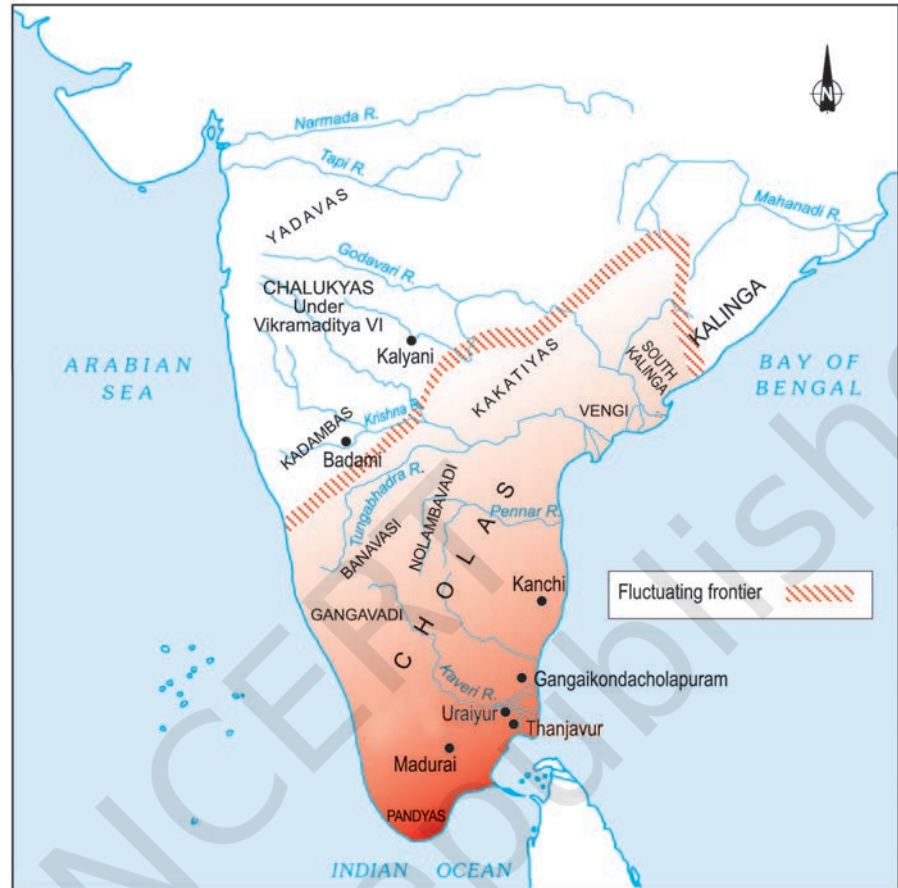 N
Narmada R.
Tapi R.
Mahanadi R.
YADAVAS
Godavari R.
CHALUKYAS
Under
Vikramaditya VI
Kalyani
KALINGA
SOUTH
KALINGA
ARABIAN
SEA
BAY OF
BENGAL
KAKATIYAS
VENGI
KADAMBAS
Krishna R.
Badami
Tungabhadra R.
NOLAMBAVADI
Pennar R.
BANAVASI
CHOLAS
Kanchi
Fluctuating frontier
GANGAVADI
Kaveri R.
Gangaikondacholapuram
Uraiyur
Thanjavur
Madurai
PANDYAS
INDIAN OCEAN
NCERT
republishe